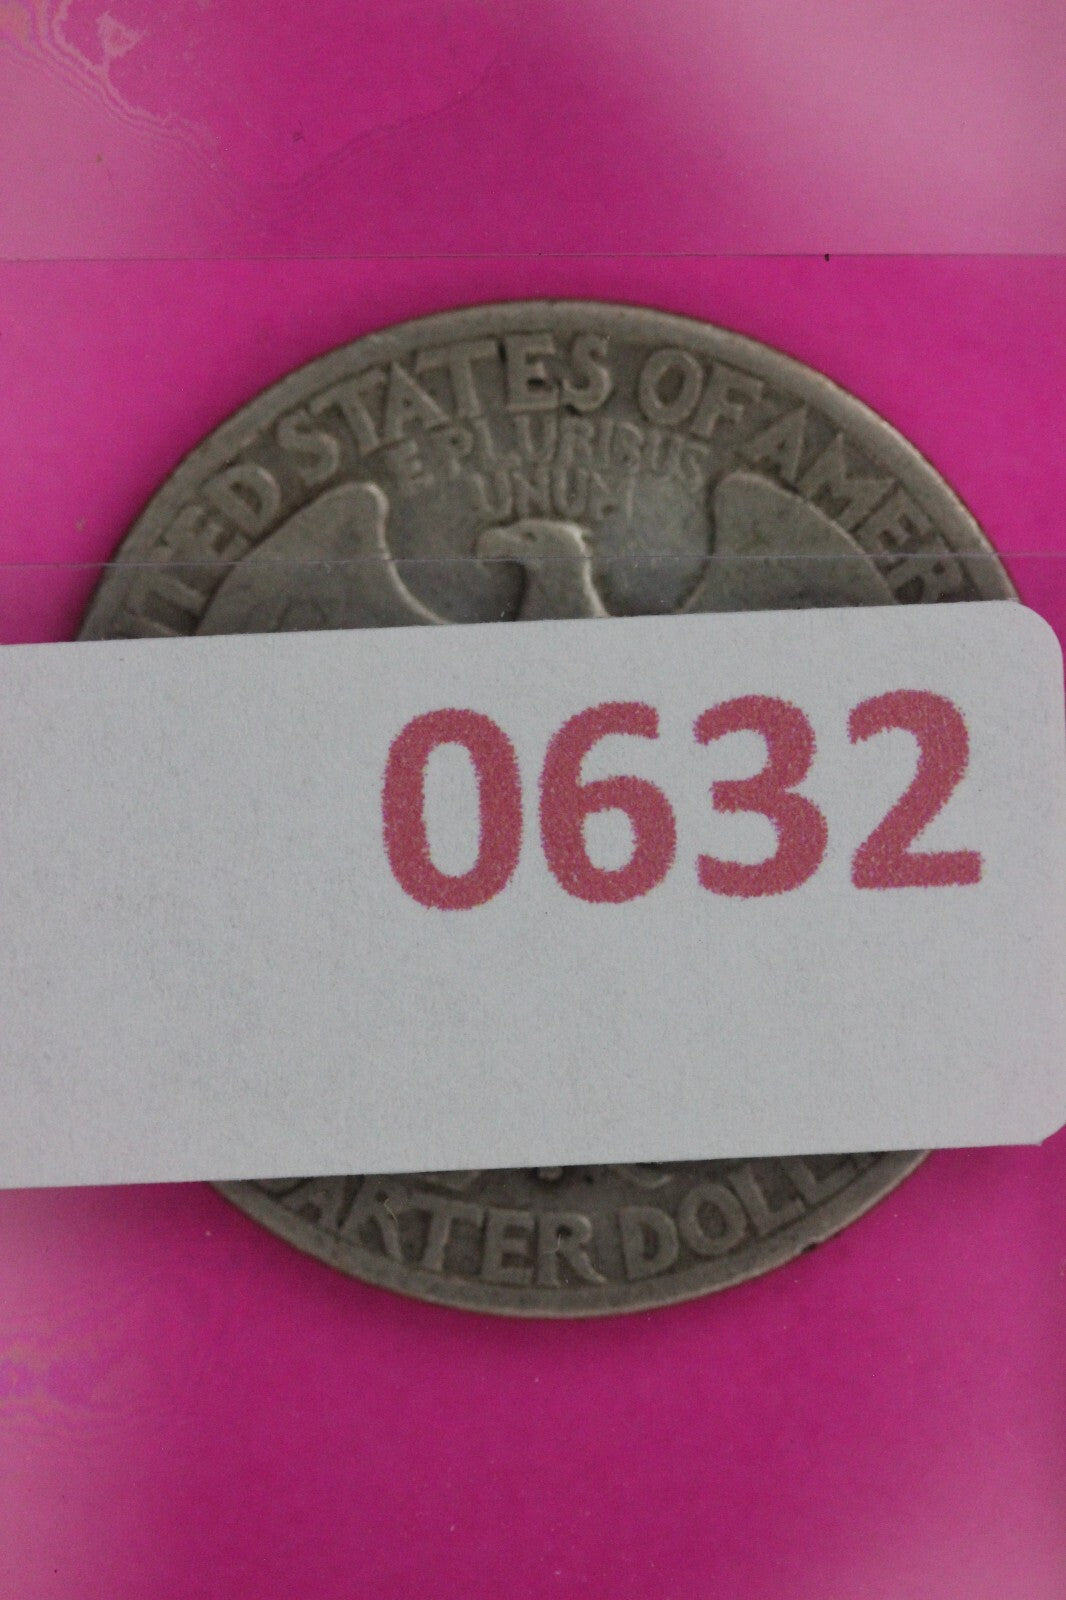 ITED STATES OF AMER
E PLURIBUS
UNUM
0632
ARTER DOLL